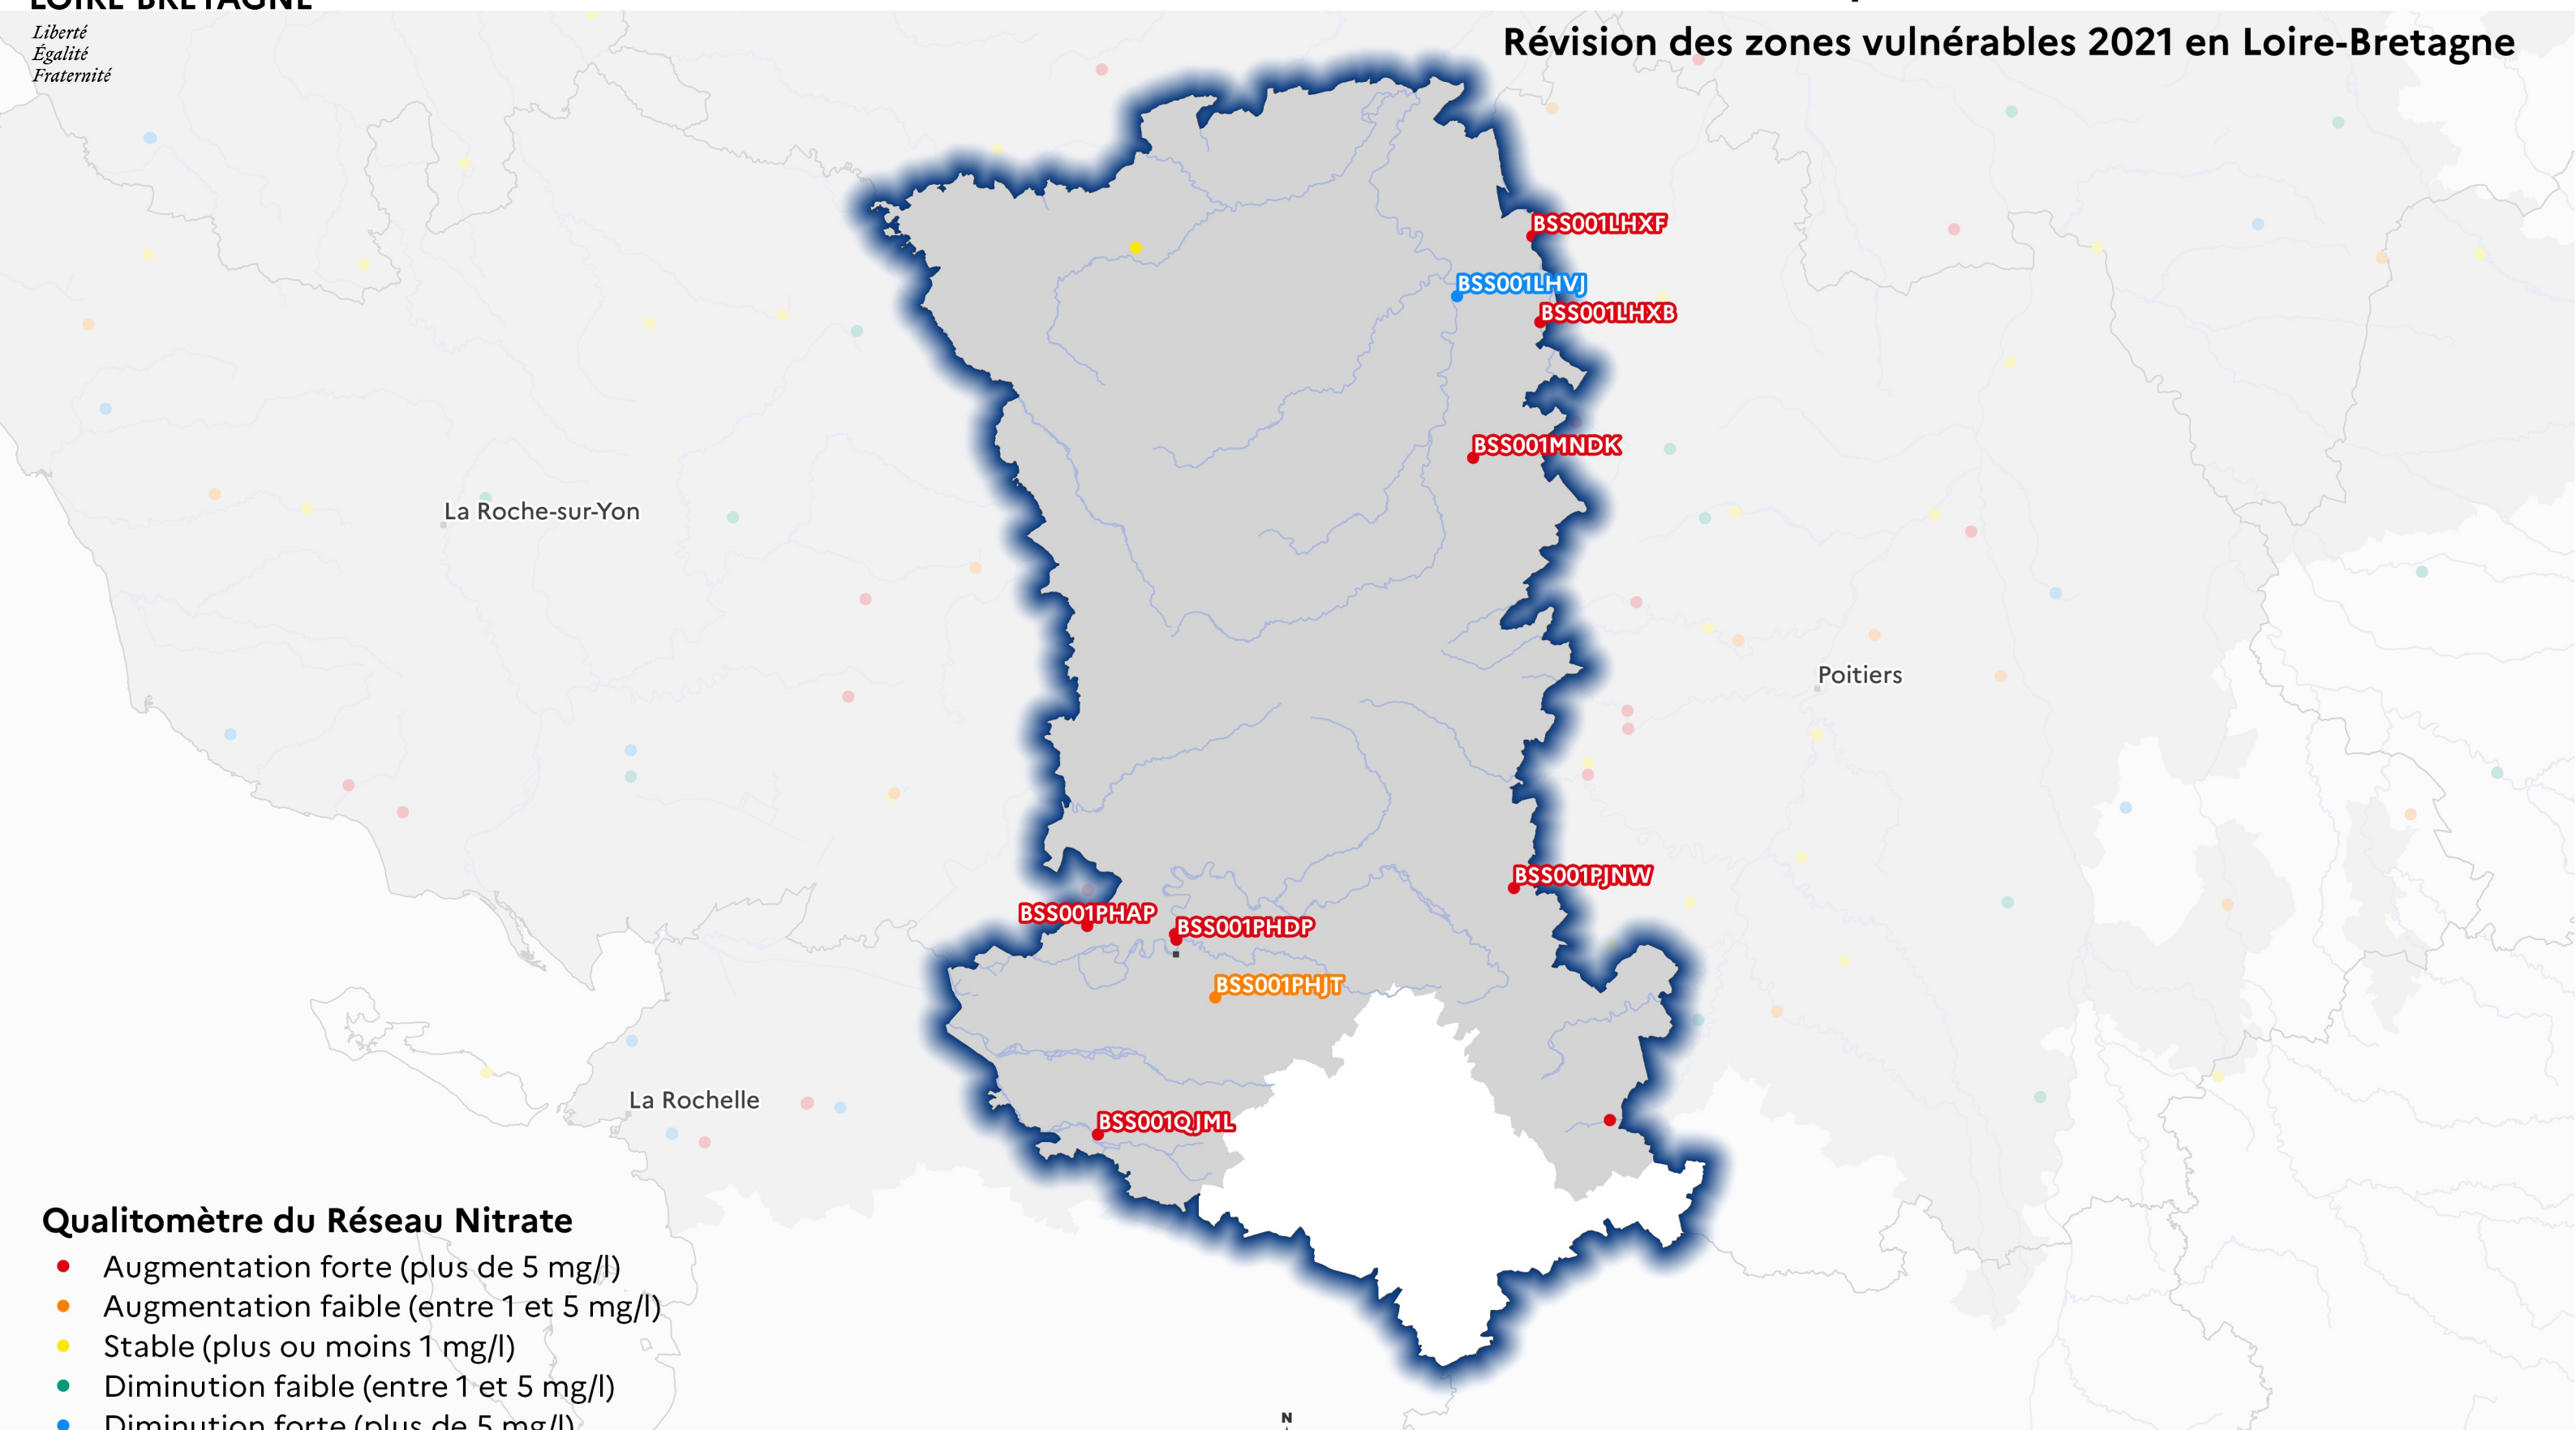 LOIRE-BRETAGNE
Liberté
Égalité
Fraternité
Révision des zones vulnérables 2021 en Loire-Bretagne
BSS001LHXF
BSS001LHVJ
BSS001LHXB
BSS001MNDK
La Roche-sur-Yon
Poitiers
BSS001PJNW
BSS001PHAP
BSS001PHDP
BSS001PHJT
La Rochelle
BSS001QJML
Qualitomètre du Réseau Nitrate
Augmentation forte (plus de 5 mg/l)
Augmentation faible (entre 1 et 5 mg/l)
Stable (plus ou moins 1 mg/l)
Diminution faible (entre 1 et 5 mg/l)
Diminution forte (plus de 5 mg/l)
N